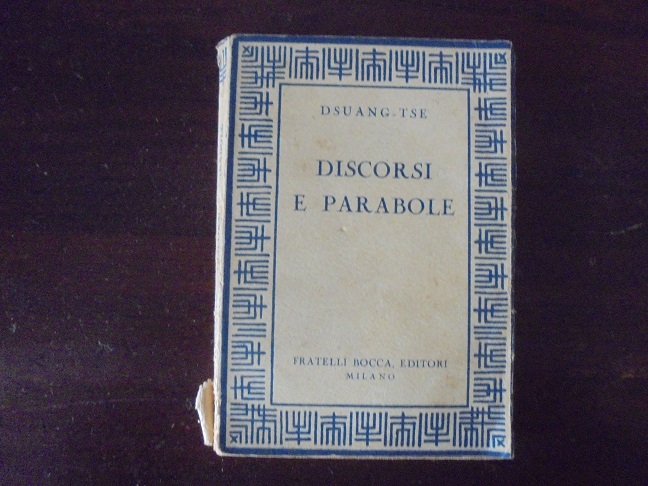 DSUANG-TSE
DISCORSI
E PARABOLE
FRATELLI BOCCA, EDITORI
MILANO